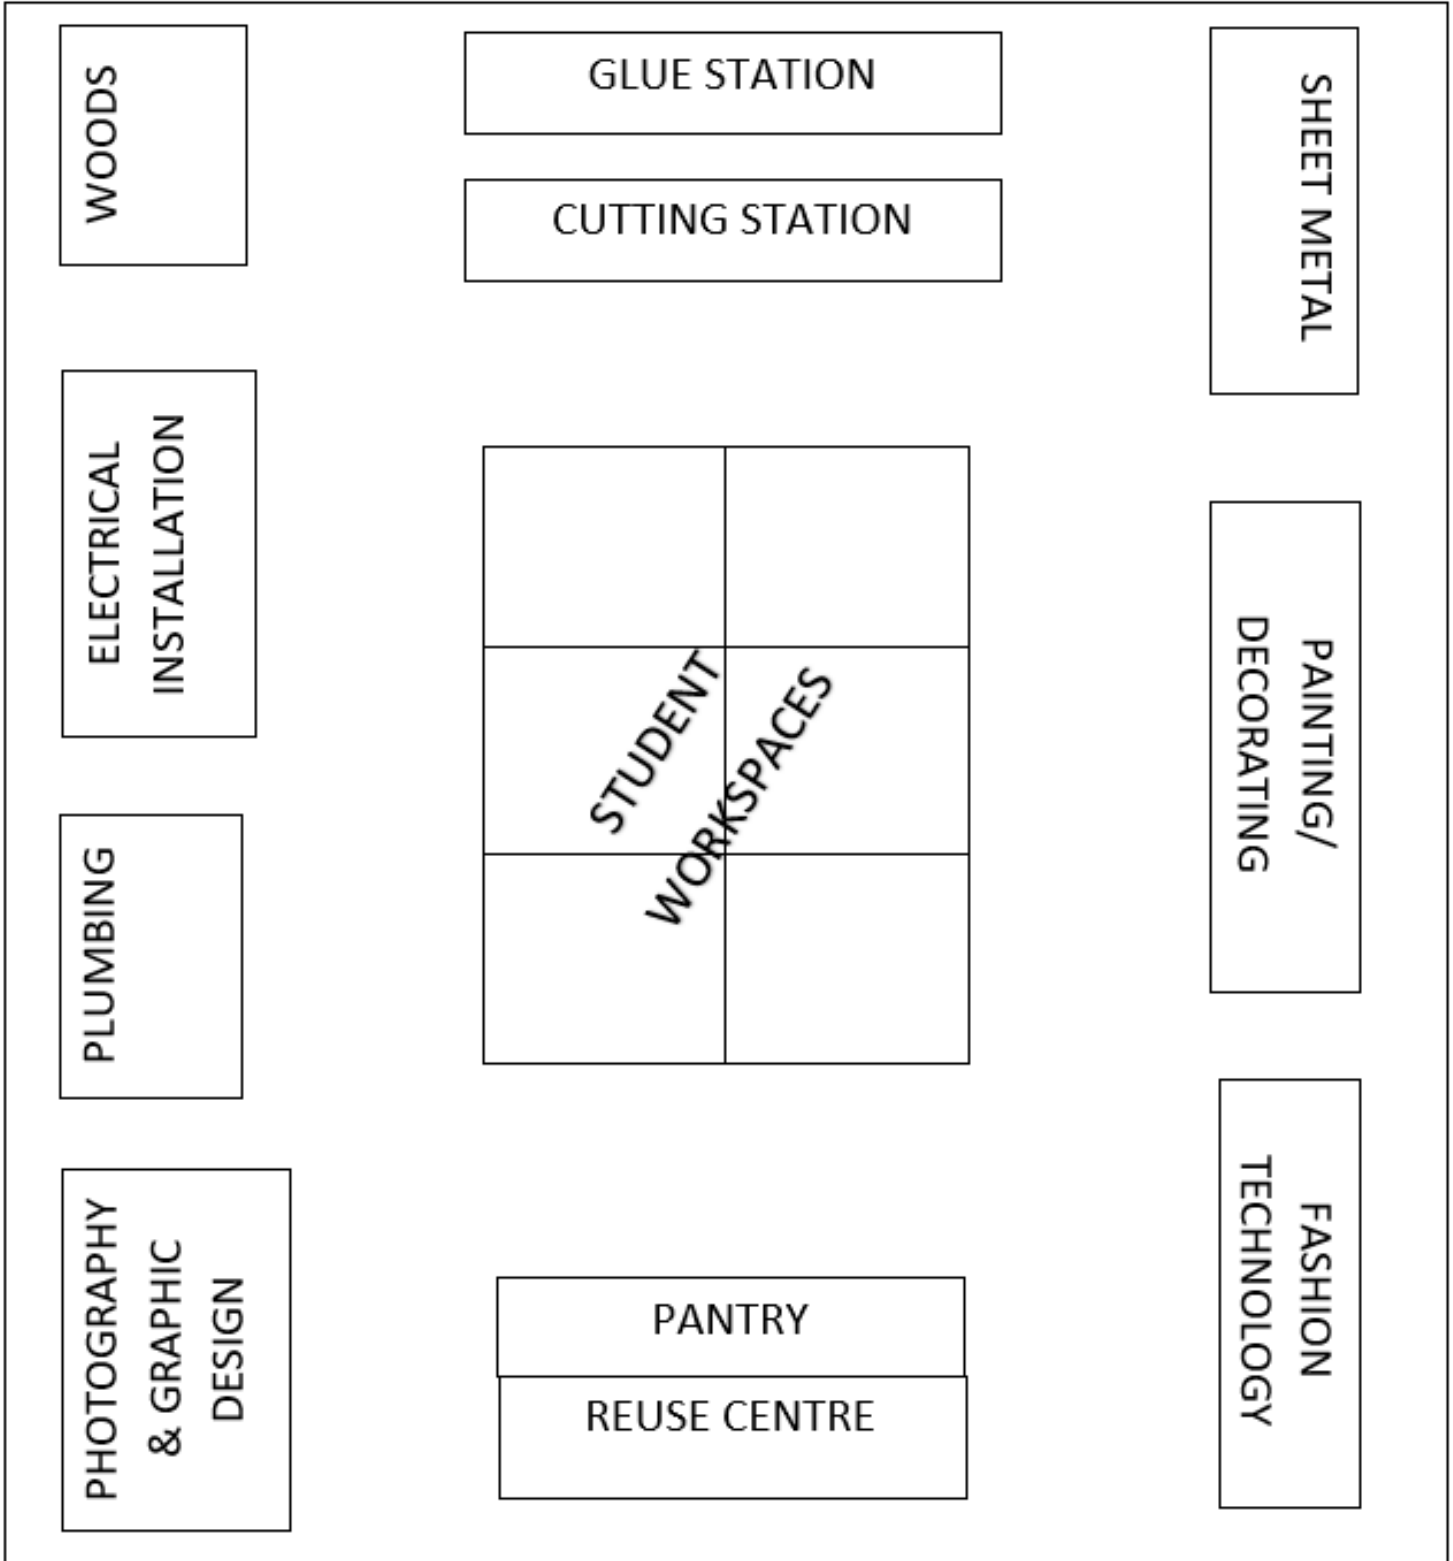 WOODS
GLUE STATION
CUTTING STATION
SHEET METAL
ELECTRICAL
INSTALLATION
STUDENT
WORKSPACES
PAINTING/
DECORATING
PLUMBING
PHOTOGRAPHY
& GRAPHIC
DESIGN
PANTRY
REUSE CENTRE
FASHION
TECHNOLOGY